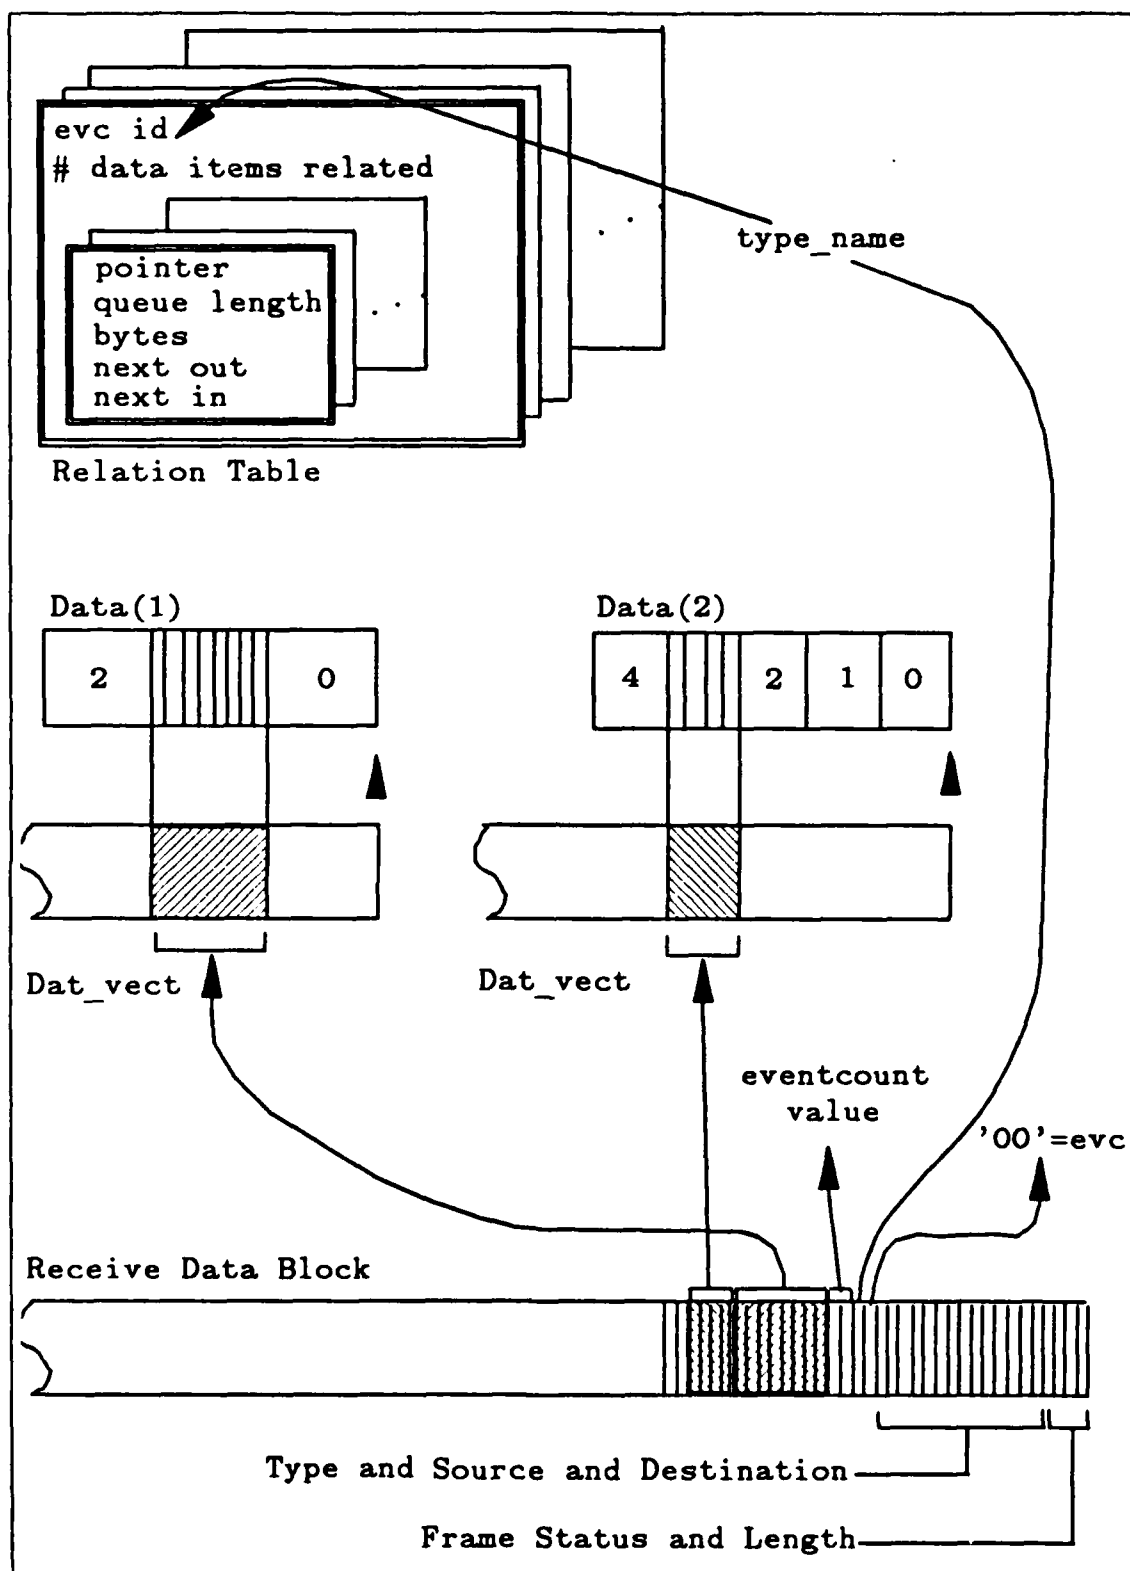 evc id
# data items related
type_name
pointer
queue length
bytes
next out
next in
Relation Table
Data(1)
Data(2)
2 0
4 2 1 0
Dat_vect
Dat_vect
eventcount
value
'00'=evc
Receive Data Block
Type and Source and Destination
Frame Status and Length